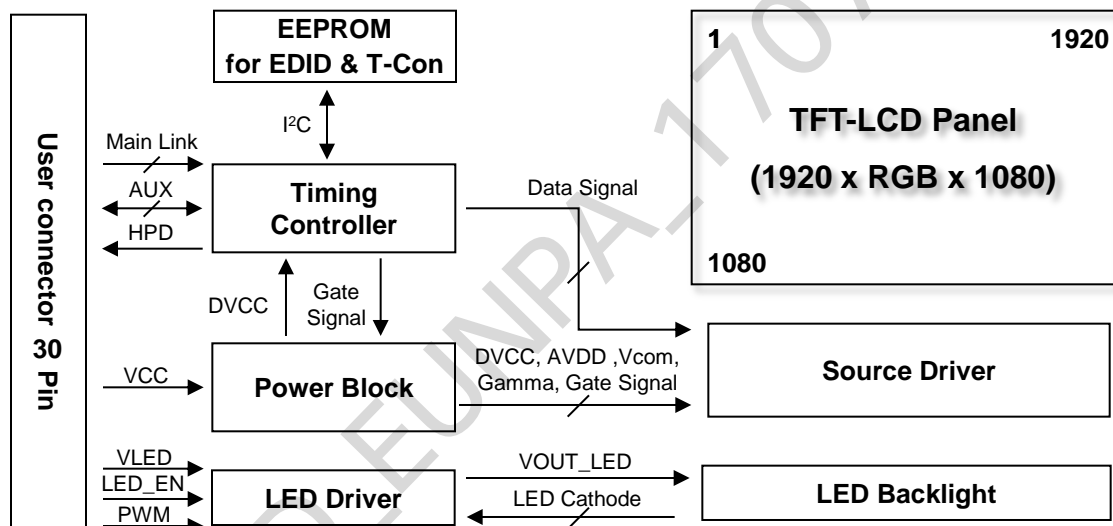 EEPROM
for EDID & T-Con
I²C
1 1920
TFT-LCD Panel
(1920 x RGB x 1080)
1080
User connector 30 Pin
Main Link
AUX
HPD
Timing
Controller
Data Signal
DVCC
Gate
Signal
VCC
Power Block
DVCC, AVDD ,Vcom,
Gamma, Gate Signal
Source Driver
VLED
LED_EN
PWM
LED Driver
VOUT_LED
LED Cathode
LED Backlight